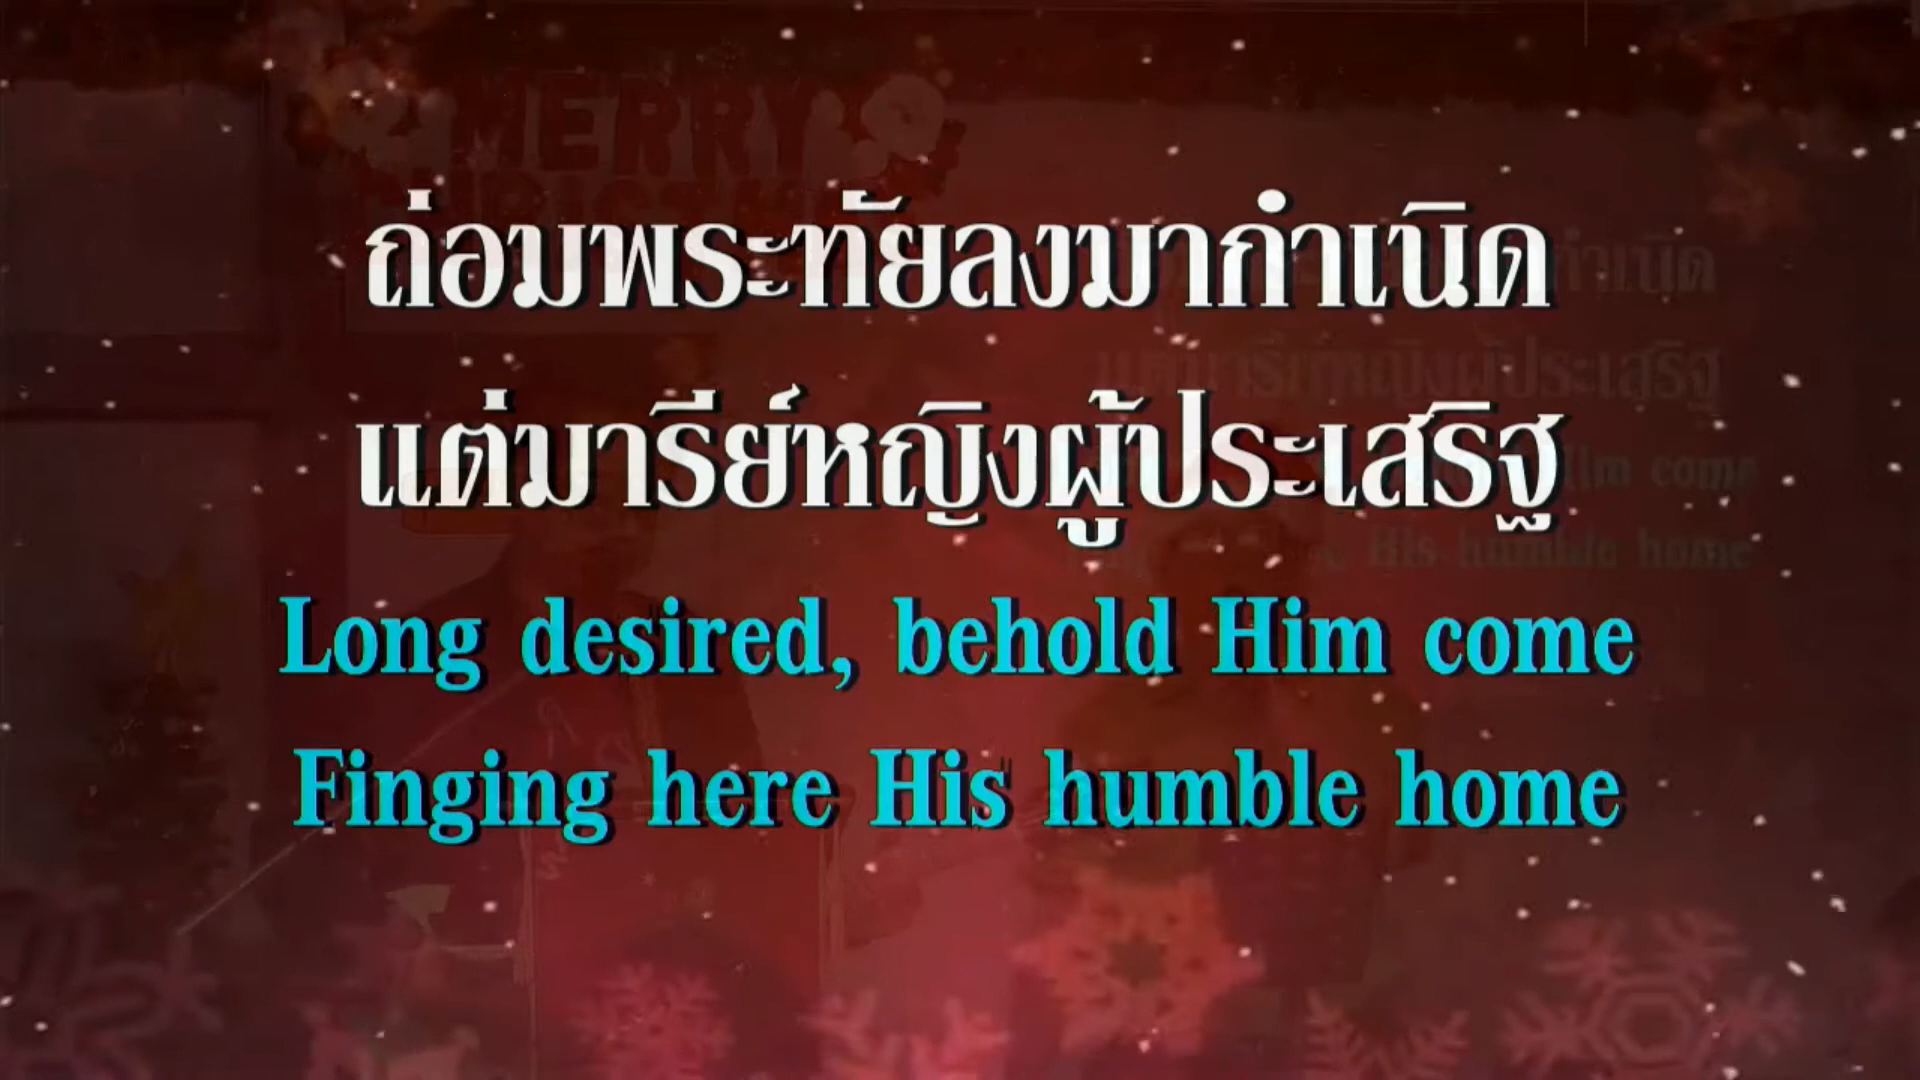 MERRY
ถ่อมพระทัยลงมากำเนิด
แต่มารีย์หญิงผู้ประเสริฐ
Long desired, behold Him come
Finging here His humble home